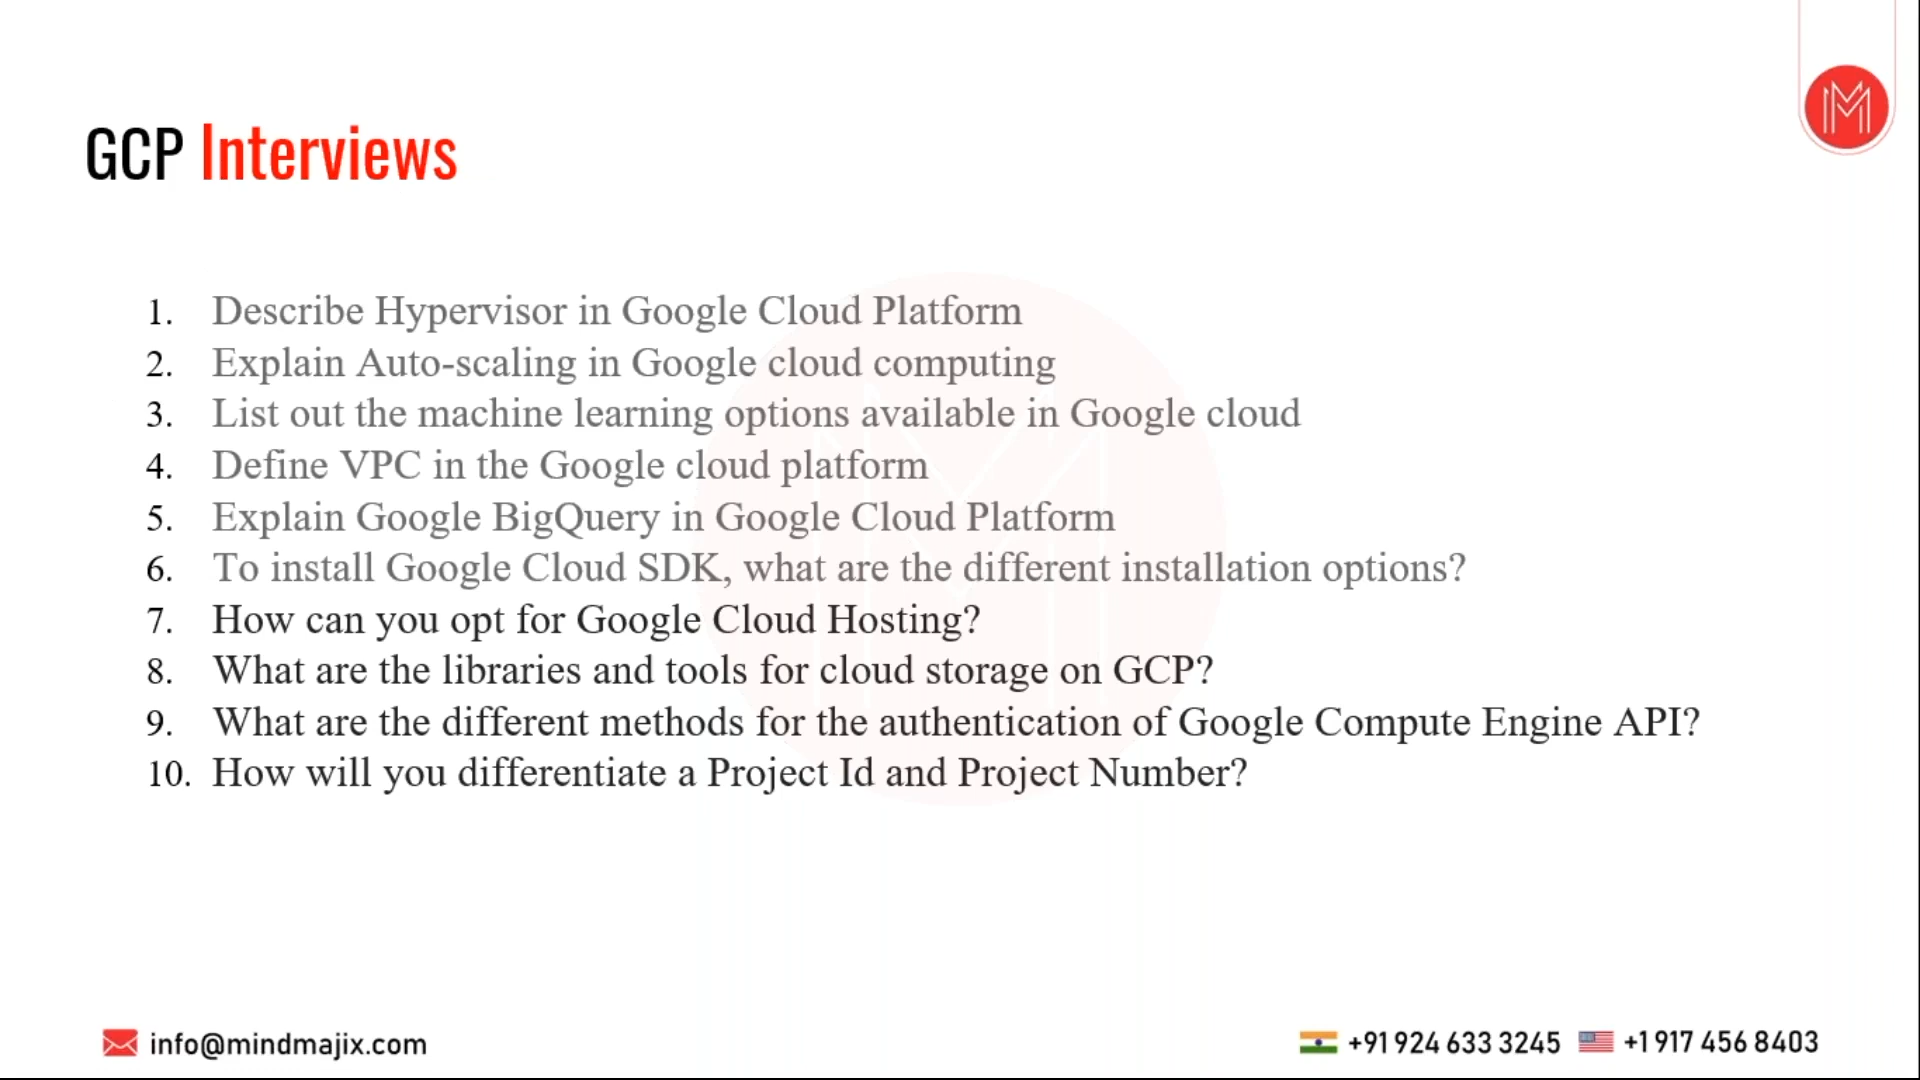 GCP Interviews
1. Describe Hypervisor in Google Cloud Platform
2. Explain Auto-scaling in Google cloud computing
3. List out the machine learning options available in Google cloud
4. Define VPC in the Google cloud platform
5. Explain Google BigQuery in Google Cloud Platform
6. To install Google Cloud SDK, what are the different installation options?
7. How can you opt for Google Cloud Hosting?
8. What are the libraries and tools for cloud storage on GCP?
9. What are the different methods for the authentication of Google Compute Engine API?
10. How will you differentiate a Project Id and Project Number?
info@mindmajix.com +91 924 633 3245 +1 917 456 8403